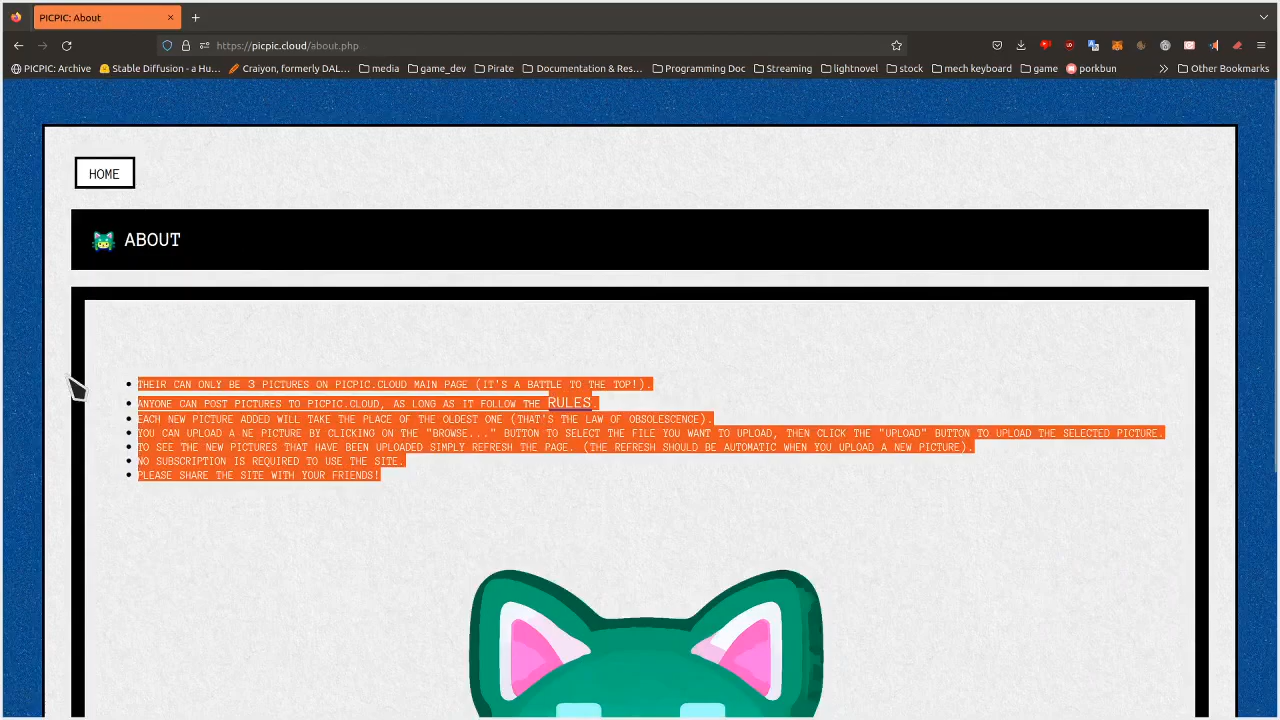 PICPIC: About
https://picpic.cloud/about.php
PICPIC: Archive Stable Diffusion - a Hu... Craiyon, formerly DAL... media game_dev Pirate Documentation & Res... Programming Doc Streaming lightnovel stock mech keyboard game porkbun Other Bookmarks
HOME
ABOUT
THEIR CAN ONLY BE 3 PICTURES ON PICPIC.CLOUD MAIN PAGE (IT'S A BATTLE TO THE TOP!).
ANYONE CAN POST PICTURES TO PICPIC.CLOUD, AS LONG AS IT FOLLOW THE RULES.
EACH NEW PICTURE ADDED WILL TAKE THE PLACE OF THE OLDEST ONE (THAT'S THE LAW OF OBSOLESCENCE).
YOU CAN UPLOAD A NE PICTURE BY CLICKING ON THE "BROWSE..." BUTTON TO SELECT THE FILE YOU WANT TO UPLOAD, THEN CLICK THE "UPLOAD" BUTTON TO UPLOAD THE SELECTED PICTURE.
TO SEE THE NEW PICTURES THAT HAVE BEEN UPLOADED SIMPLY REFRESH THE PAGE. (THE REFRESH SHOULD BE AUTOMATIC WHEN YOU UPLOAD A NEW PICTURE).
NO SUBSCRIPTION IS REQUIRED TO USE THE SITE.
PLEASE SHARE THE SITE WITH YOUR FRIENDS!